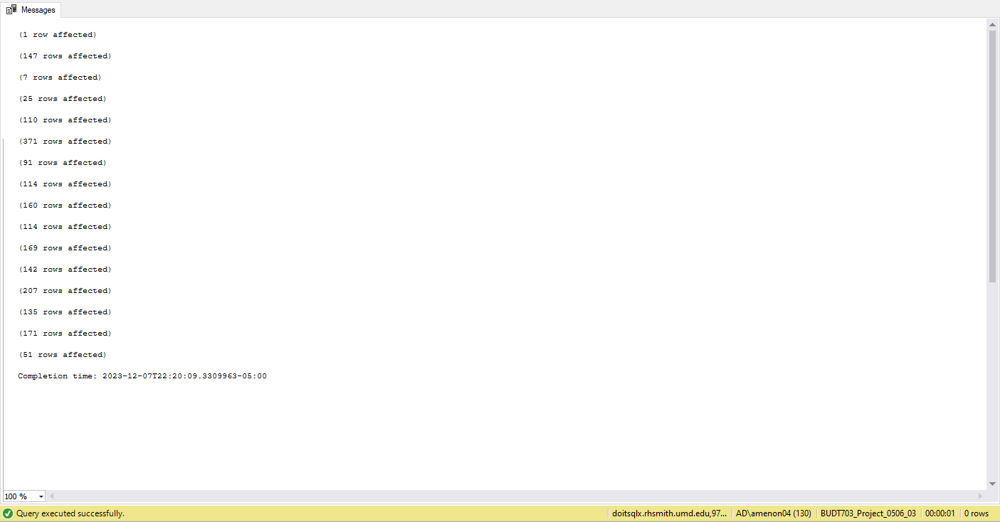 Messages
(1 row affected)
(147 rows affected)
(7 rows affected)
(25 rows affected)
(110 rows affected)
(371 rows affected)
(91 rows affected)
(114 rows affected)
(160 rows affected)
(114 rows affected)
(169 rows affected)
(142 rows affected)
(207 rows affected)
(135 rows affected)
(171 rows affected)
(51 rows affected)
Completion time: 2023-12-07T22:20:09.3309963-05:00
100 %
Query executed successfully. doitsqlx.rhsmith.umd.edu,97... AD\amenon04 (130) BUDT703_Project_0506_03 00:00:01 0 rows